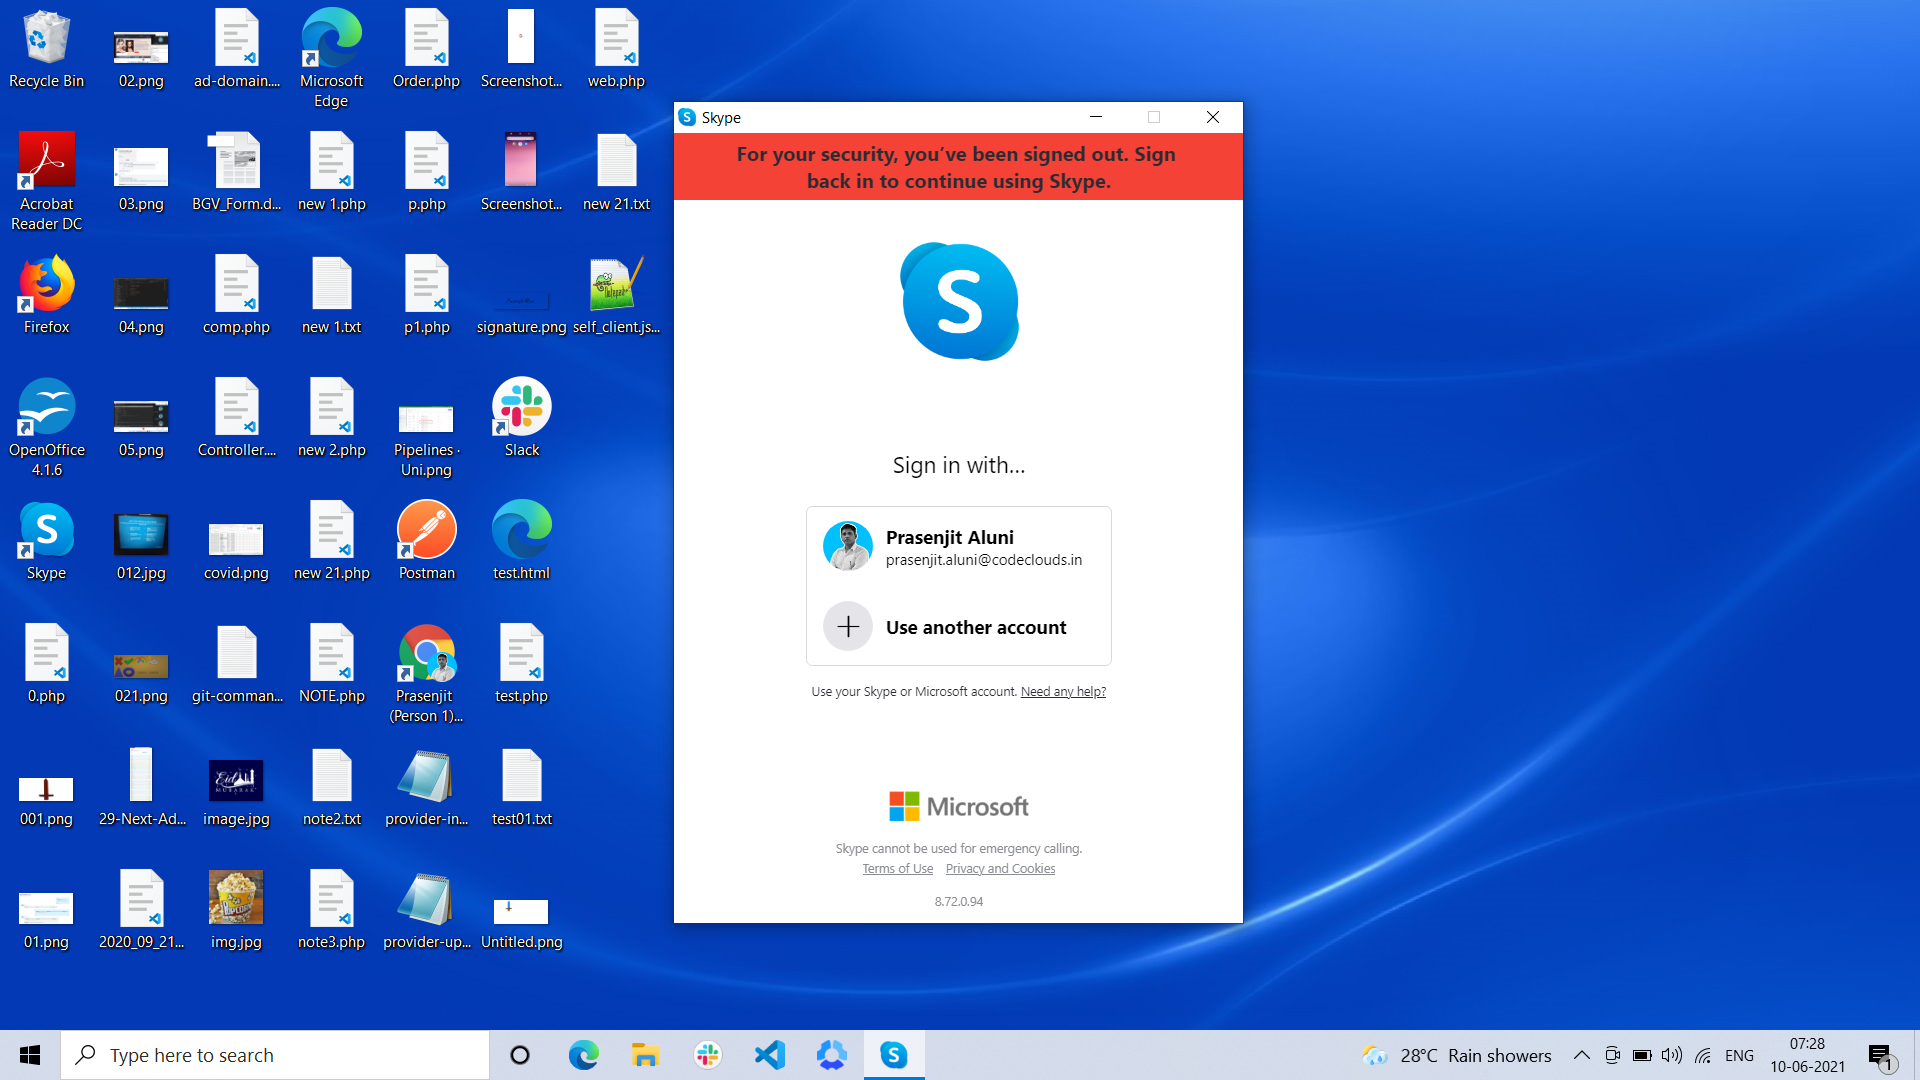 Recycle Bin
02.png
ad-domain....
Microsoft
Edge
Order.php
Screenshot...
web.php
Acrobat
Reader DC
03.png
BGV_Form.d...
new 1.php
p.php
Screenshot...
new 21.txt
Firefox
04.png
comp.php
new 1.txt
p1.php
signature.png
self_client.js...
OpenOffice
4.1.6
05.png
Controller....
new 2.php
Pipelines ·
Uni.png
Slack
Skype
012.jpg
covid.png
new 21.php
Postman
test.html
0.php
021.png
git-comman...
NOTE.php
Prasenjit
(Person 1)...
test.php
001.png
29-Next-Ad...
image.jpg
note2.txt
provider-in...
test01.txt
01.png
2020_09_21...
img.jpg
note3.php
provider-up...
Untitled.png
Skype
For your security, you've been signed out. Sign
back in to continue using Skype.
Sign in with...
Prasenjit Aluni
prasenjit.aluni@codeclouds.in
Use another account
Use your Skype or Microsoft account. Need any help?
Microsoft
Skype cannot be used for emergency calling.
Terms of Use Privacy and Cookies
8.72.0.94
Type here to search
28°C Rain showers
ENG
07:28
10-06-2021
1